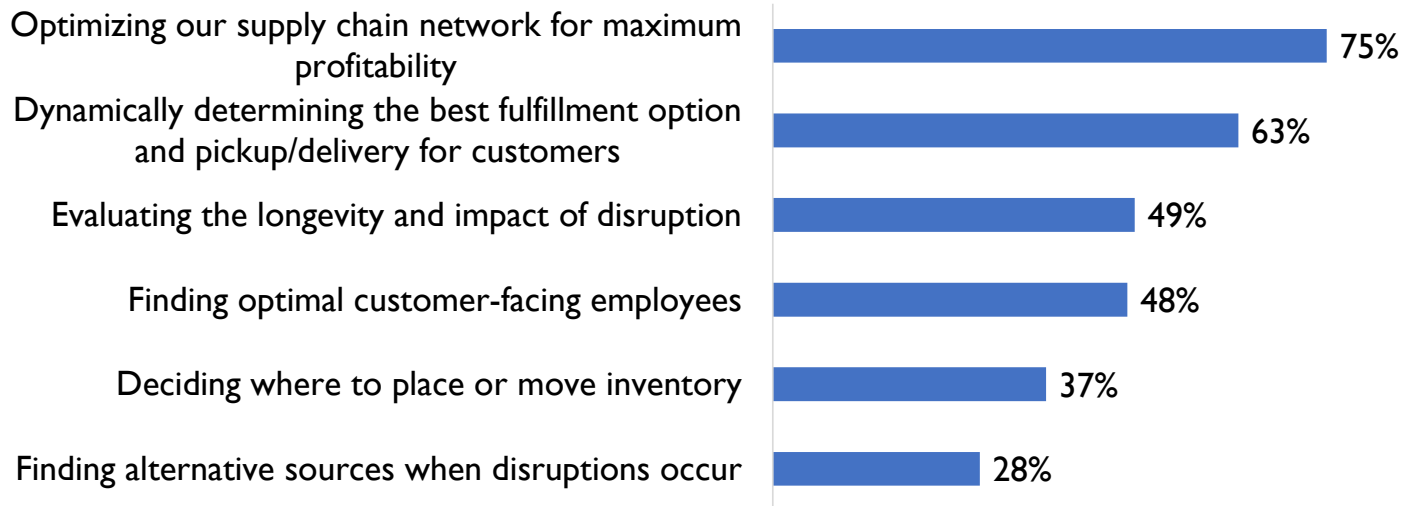 Optimizing our supply chain network for maximum
profitability
75%
Dynamically determining the best fulfillment option
and pickup/delivery for customers
63%
Evaluating the longevity and impact of disruption
49%
Finding optimal customer-facing employees
48%
Deciding where to place or move inventory
37%
Finding alternative sources when disruptions occur
28%